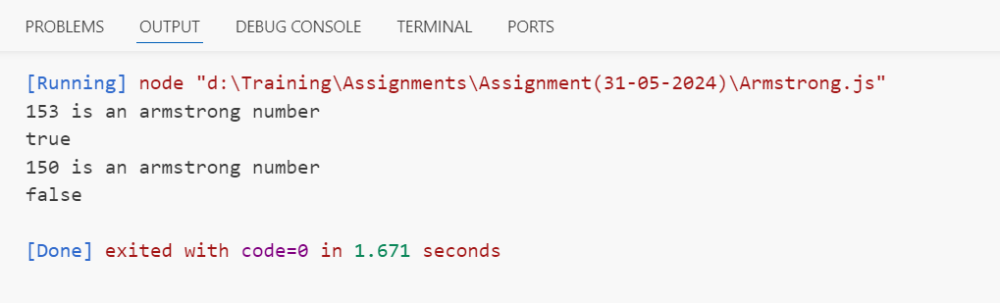 PROBLEMS OUTPUT DEBUG CONSOLE TERMINAL PORTS
[Running] node "d:\Training\Assignments\Assignment(31-05-2024)\Armstrong.js"
153 is an armstrong number
true
150 is an armstrong number
false
[Done] exited with code=0 in 1.671 seconds